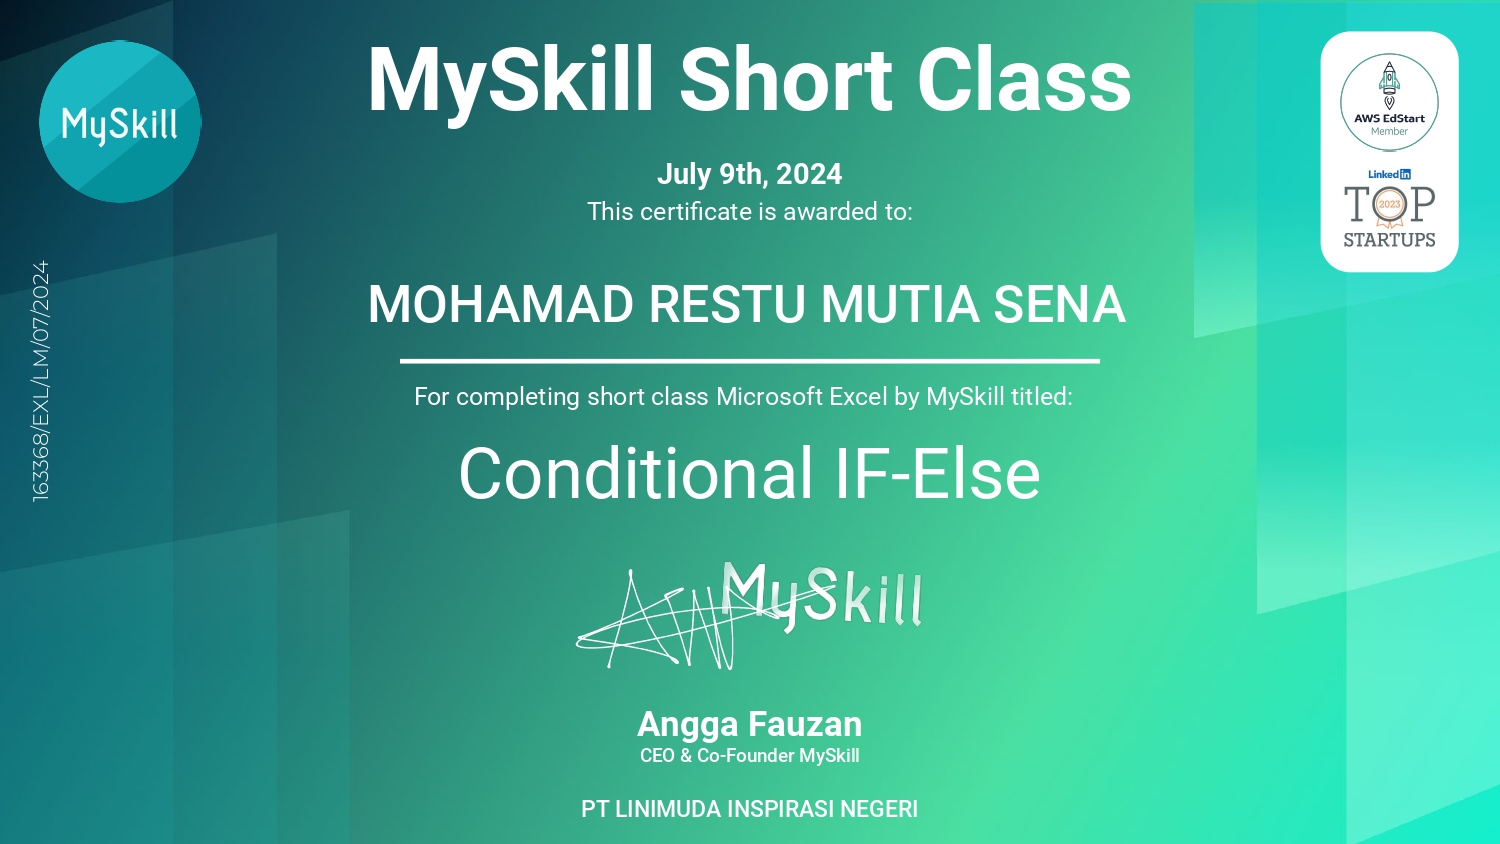 MySkill
MySkill Short Class
AWS EdStart
Member
Linked in
TOP
2023
STARTUPS
July 9th, 2024
This certificate is awarded to:
163368/EXL/LM/07/2024
MOHAMAD RESTU MUTIA SENA
For completing short class Microsoft Excel by MySkill titled:
Conditional IF-Else
MySkill
Angga Fauzan
CEO & Co-Founder MySkill
PT LINIMUDA INSPIRASI NEGERI